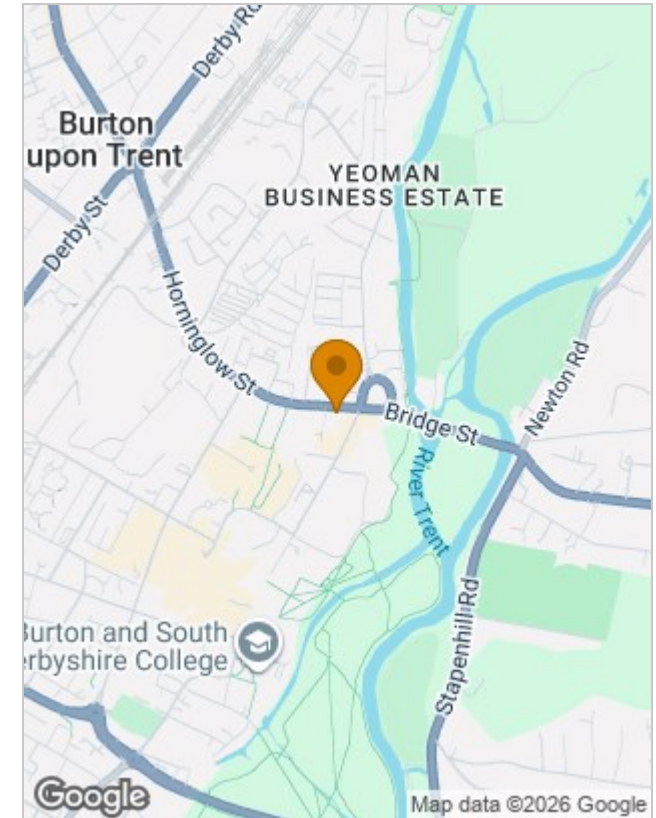 Derby Rd
Burton
upon Trent
YEOMAN
BUSINESS ESTATE
Derby St
Horninglow St
Newton Rd
Bridge St
River Trent
Stapenhill Rd
Burton and South
erbyshire College
Google
Map data ©2026 Google